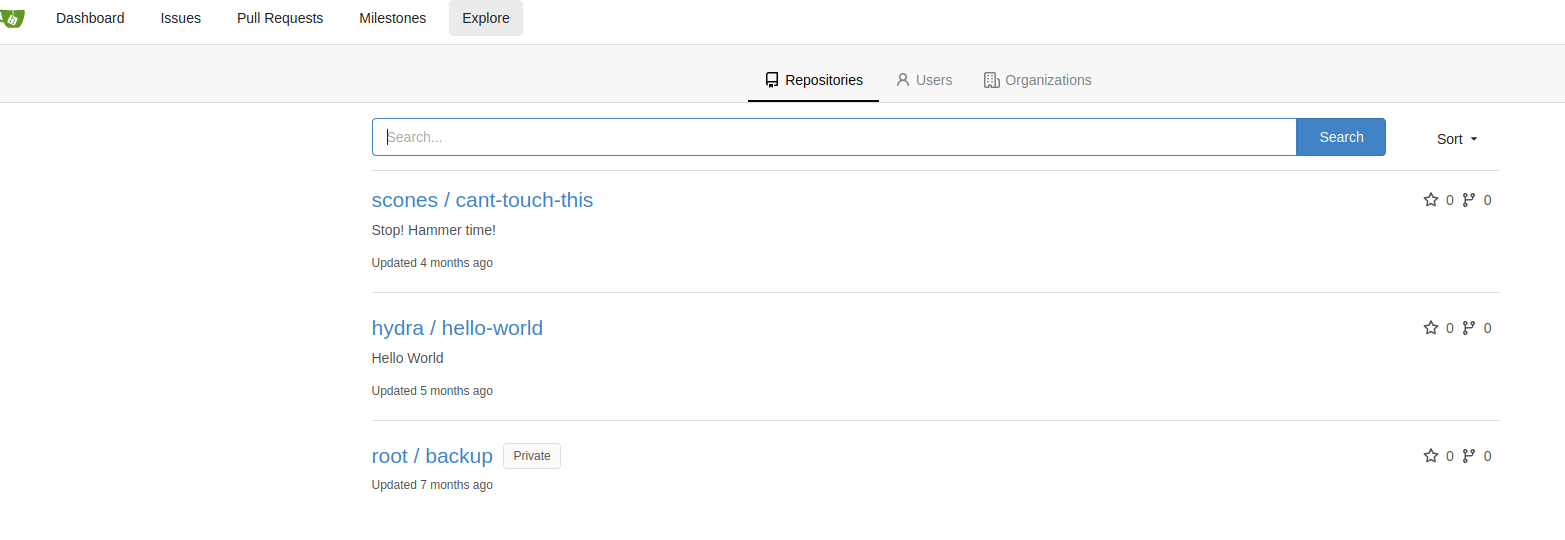 Dashboard Issues Pull Requests Milestones Explore
Repositories Users Organizations
Search... Search Sort
scones / cant-touch-this 0 0
Stop! Hammer time!
Updated 4 months ago
hydra / hello-world 0 0
Hello World
Updated 5 months ago
root / backup Private 0 0
Updated 7 months ago